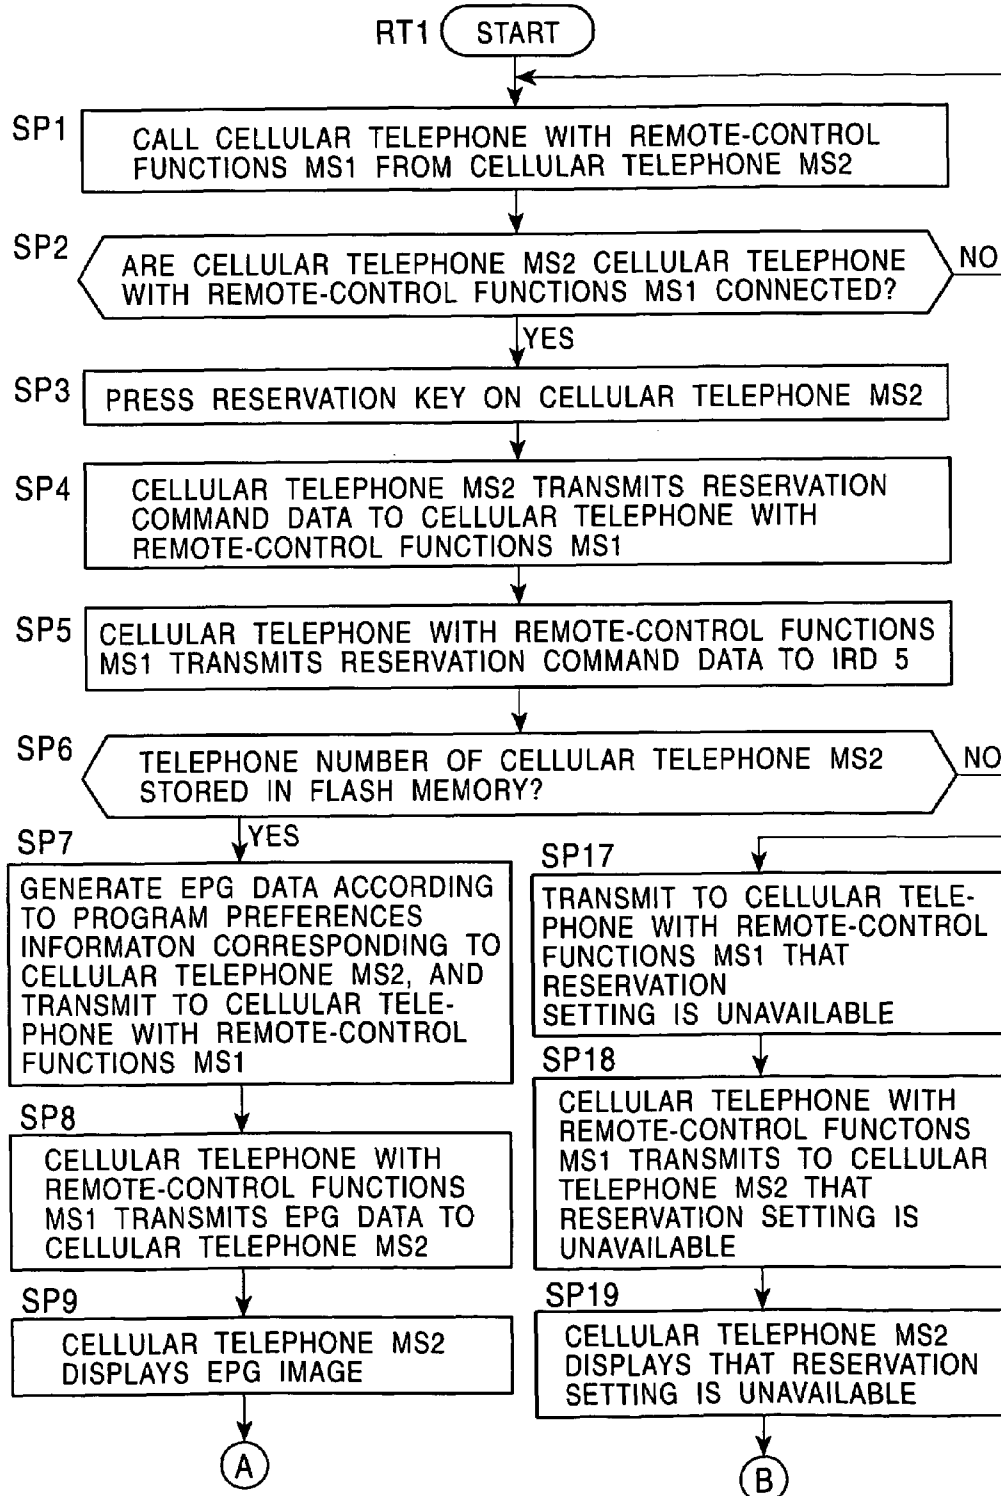 RT1 START
SP1
CALL CELLULAR TELEPHONE WITH REMOTE-CONTROL
FUNCTIONS MS1 FROM CELLULAR TELEPHONE MS2
SP2
ARE CELLULAR TELEPHONE MS2 CELLULAR TELEPHONE
WITH REMOTE-CONTROL FUNCTIONS MS1 CONNECTED?
NO
YES
SP3
PRESS RESERVATION KEY ON CELLULAR TELEPHONE MS2
SP4
CELLULAR TELEPHONE MS2 TRANSMITS RESERVATION
COMMAND DATA TO CELLULAR TELEPHONE WITH
REMOTE-CONTROL FUNCTIONS MS1
SP5
CELLULAR TELEPHONE WITH REMOTE-CONTROL FUNCTIONS
MS1 TRANSMITS RESERVATION COMMAND DATA TO IRD 5
SP6
TELEPHONE NUMBER OF CELLULAR TELEPHONE MS2
STORED IN FLASH MEMORY?
NO
YES
SP7
GENERATE EPG DATA ACCORDING
TO PROGRAM PREFERENCES
INFORMATON CORRESPONDING TO
CELLULAR TELEPHONE MS2, AND
TRANSMIT TO CELLULAR TELE-
PHONE WITH REMOTE-CONTROL
FUNCTIONS MS1
SP8
CELLULAR TELEPHONE WITH
REMOTE-CONTROL FUNCTIONS
MS1 TRANSMITS EPG DATA TO
CELLULAR TELEPHONE MS2
SP9
CELLULAR TELEPHONE MS2
DISPLAYS EPG IMAGE
A
SP17
TRANSMIT TO CELLULAR TELE-
PHONE WITH REMOTE-CONTROL
FUNCTIONS MS1 THAT
RESERVATION
SETTING IS UNAVAILABLE
SP18
CELLULAR TELEPHONE WITH
REMOTE-CONTROL FUNCTONS
MS1 TRANSMITS TO CELLULAR
TELEPHONE MS2 THAT
RESERVATION SETTING IS
UNAVAILABLE
SP19
CELLULAR TELEPHONE MS2
DISPLAYS THAT RESERVATION
SETTING IS UNAVAILABLE
B